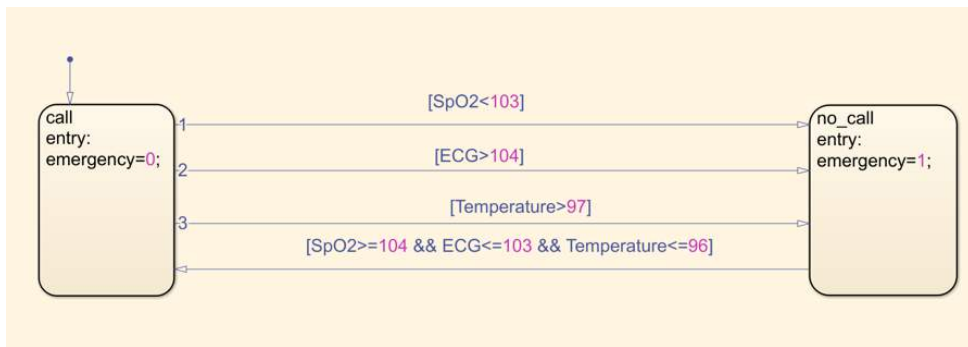 [SpO2<103]
call
entry:
emergency=0;
1
no_call
entry:
emergency=1;
[ECG>104]
2
[Temperature>97]
3
[SpO2>=104 && ECG<=103 && Temperature<=96]